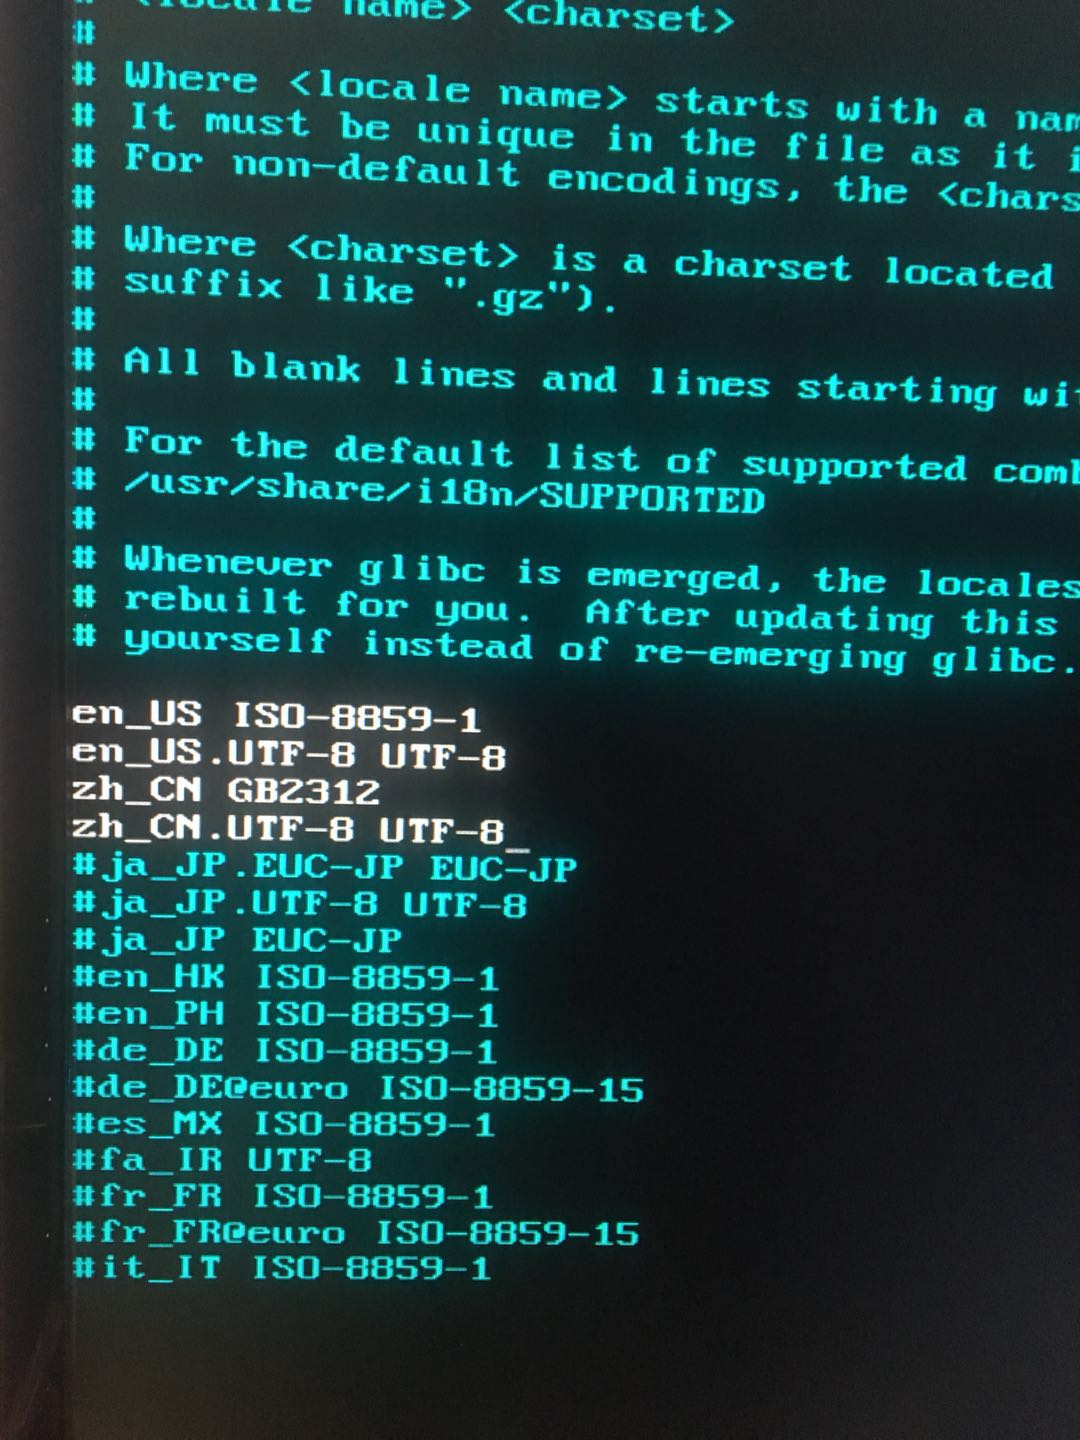 # <locale name> <charset>
#
# Where <locale name> starts with a
# It must be unique in the file as it
# For non-default encodings, the
#
# Where <charset> is a charset located
# suffix like ".gz").
#
# All blank lines and lines starting
#
# For the default list of supported
# /usr/share/i18n/SUPPORTED
#
# Whenever glibc is emerged, the locales
# rebuilt for you.  After updating this
# yourself instead of re-emerging glibc.
en_US ISO-8859-1
en_US.UTF-8 UTF-8
zh_CN GB2312
zh_CN.UTF-8 UTF-8
#ja_JP.EUC-JP EUC-JP
#ja_JP.UTF-8 UTF-8
#ja_JP EUC-JP
#en_HK ISO-8859-1
#en_PH ISO-8859-1
#de_DE ISO-8859-1
#de_DE@euro ISO-8859-15
#es_MX ISO-8859-1
#fa_IR UTF-8
#fr_FR ISO-8859-1
#fr_FR@euro ISO-8859-15
#it_IT ISO-8859-1